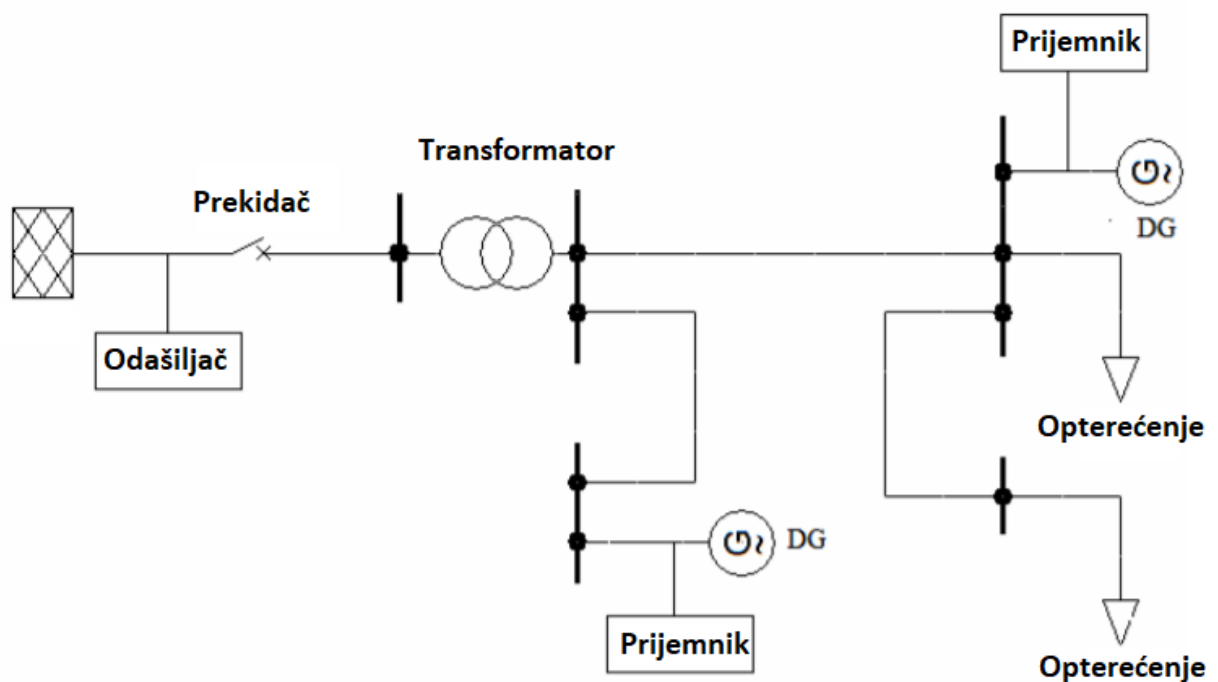 Prijemnik
Transformator
Prekidač
G~
DG
Odašiljač
Opterećenje
G~
DG
Prijemnik
Opterećenje